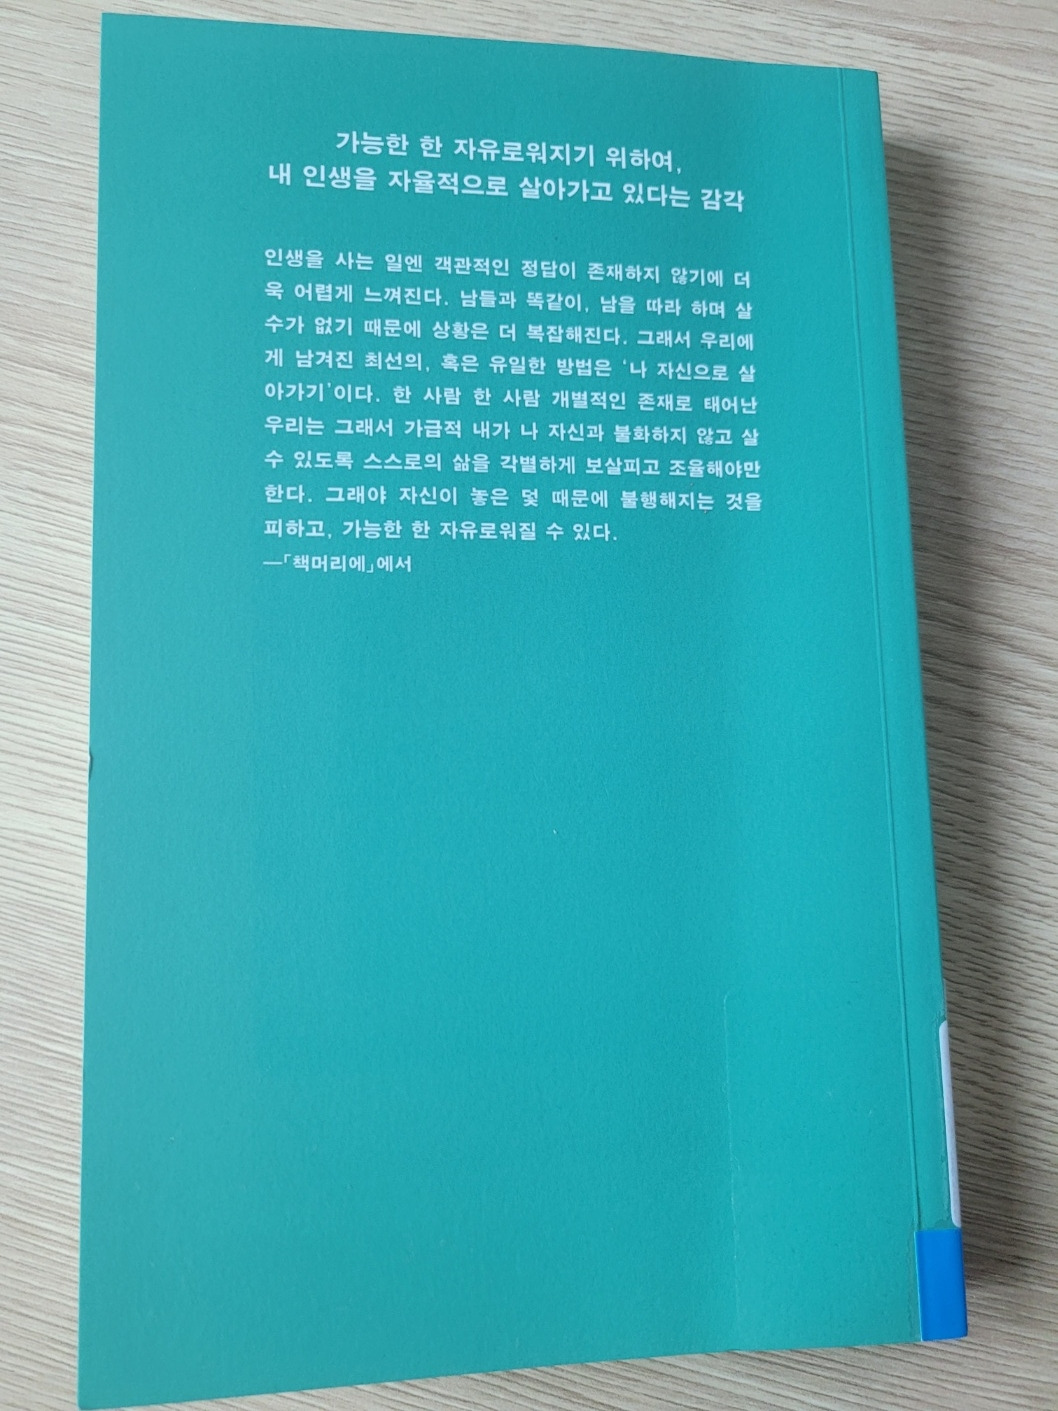 가능한 한 자유로워지기 위하여,
내 인생을 자율적으로 살아가고 있다는 감각
인생을 사는 일엔 객관적인 정답이 존재하지 않기에 더
욱 어렵게 느껴진다. 남들과 똑같이, 남을 따라 하며 살
수가 없기 때문에 상황은 더 복잡해진다. 그래서 우리에
게 남겨진 최선의, 혹은 유일한 방법은 ‘나 자신으로 살
아가기’이다. 한 사람 한 사람 개별적인 존재로 태어난
우리는 그래서 가급적 내가 나 자신과 불화하지 않고 살
수 있도록 스스로의 삶을 각별하게 보살피고 조율해야만
한다. 그래야 자신이 놓은 덫 때문에 불행해지는 것을
피하고, 가능한 한 자유로워질 수 있다.
—「책머리에」에서